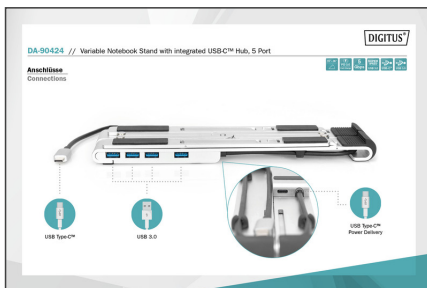 DIGITUS®
DA-90424 // Variable Notebook Stand with integrated USB-C™ Hub, 5 Port
Anschlüsse
Connections
USB Type-C™
USB 3.0
USB Type-C™
Power Delivery